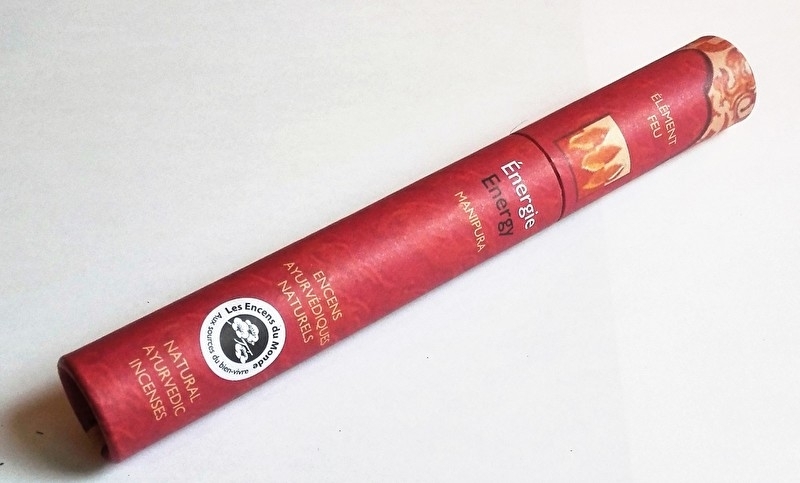 ÉLÉMENT
FEU
Énergie
Energy
MANIPURA
ENCENS
AYURVÉDIQUES
NATURELS
Les Encens du Monde
Aux sources du bien-vivre
NATURAL
AYURVEDIC
INCENSES